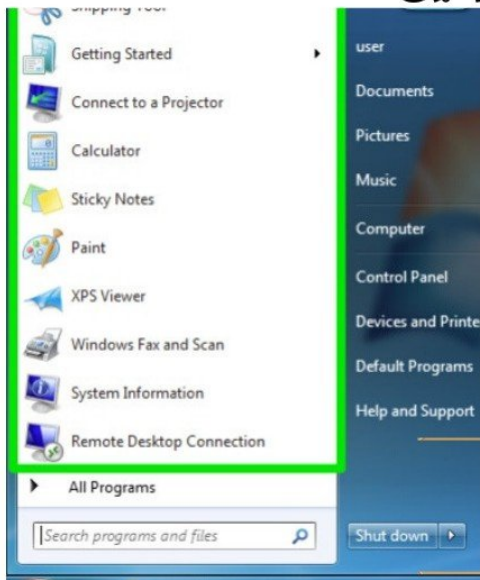 Snipping Tool
Getting Started
Connect to a Projector
Calculator
Sticky Notes
Paint
XPS Viewer
Windows Fax and Scan
System Information
Remote Desktop Connection
All Programs
Search programs and files
user
Documents
Pictures
Music
Computer
Control Panel
Devices and Printe
Default Programs
Help and Support
Shut down